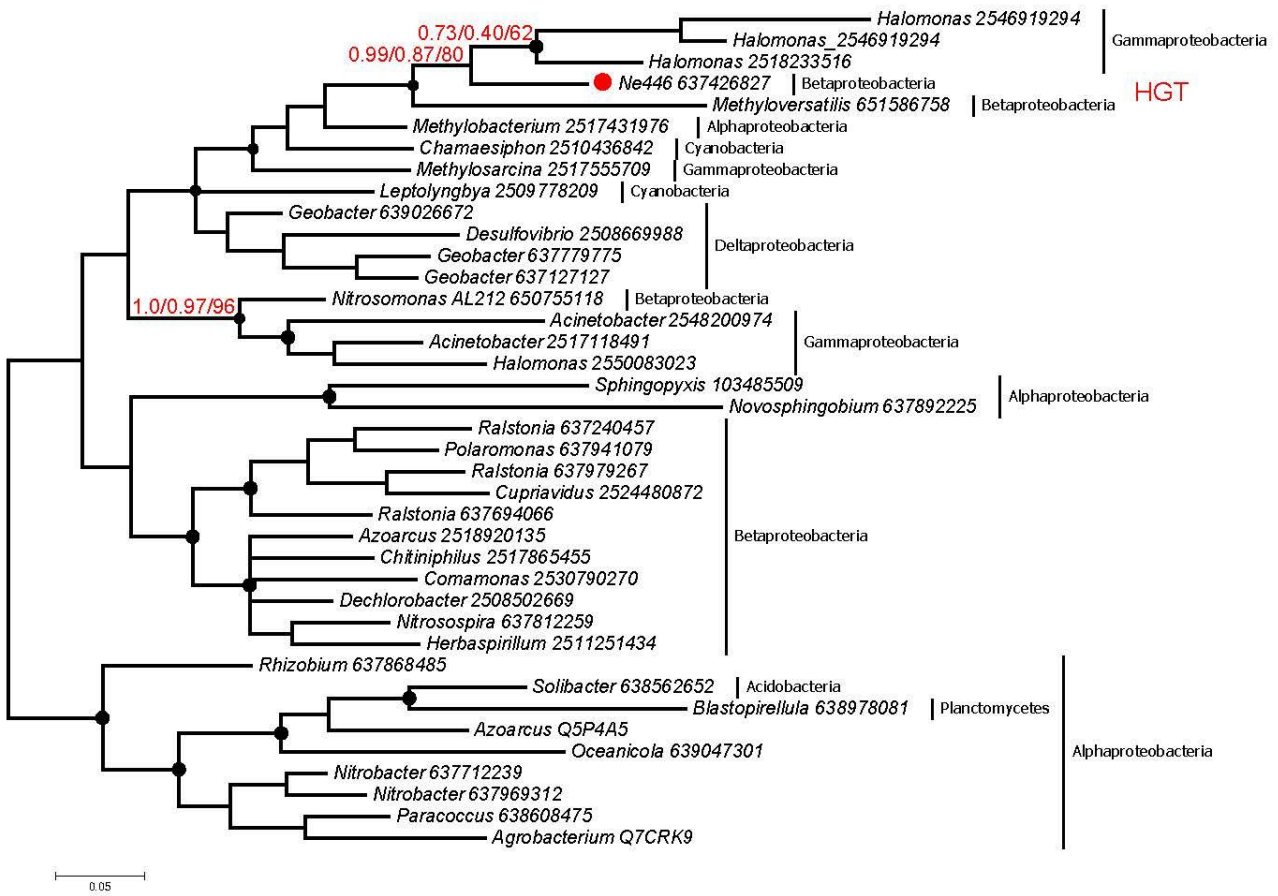 Halomonas 2546919294
0.73/0.40/62
Halomonas_2546919294
Gammaproteobacteria
0.99/0.87/80
Halomonas 2518233516
Ne446 637426827
Betaproteobacteria
HGT
Methyloversatilis 651586758
Betaproteobacteria
Methylobacterium 2517431976
Alphaproteobacteria
Chamaesiphon 2510436842
Cyanobacteria
Methylosarcina 2517555709
Gammaproteobacteria
Leptolyngbya 2509778209
Cyanobacteria
Geobacter 639026672
Desulfovibrio 2508669988
Deltaproteobacteria
Geobacter 637779775
Geobacter 637127127
1.0/0.97/96
Nitrosomonas AL212 650755118
Betaproteobacteria
Acinetobacter 2548200974
Acinetobacter 2517118491
Gammaproteobacteria
Halomonas 2550083023
Sphingopyxis 103485509
Alphaproteobacteria
Novosphingobium 637892225
Ralstonia 637240457
Polaromonas 637941079
Ralstonia 637979267
Cupriavidus 2524480872
Ralstonia 637694066
Betaproteobacteria
Azoarcus 2518920135
Chitiniphilus 2517865455
Comamonas 2530790270
Dechlorobacter 2508502669
Nitrosospira 637812259
Herbaspirillum 2511251434
Rhizobium 637868485
Solibacter 638562652
Acidobacteria
Blastopirellula 638978081
Planctomycetes
Azoarcus Q5P4A5
Oceanicola 639047301
Alphaproteobacteria
Nitrobacter 637712239
Nitrobacter 637969312
Paracoccus 638608475
Agrobacterium Q7CRK9
0.05